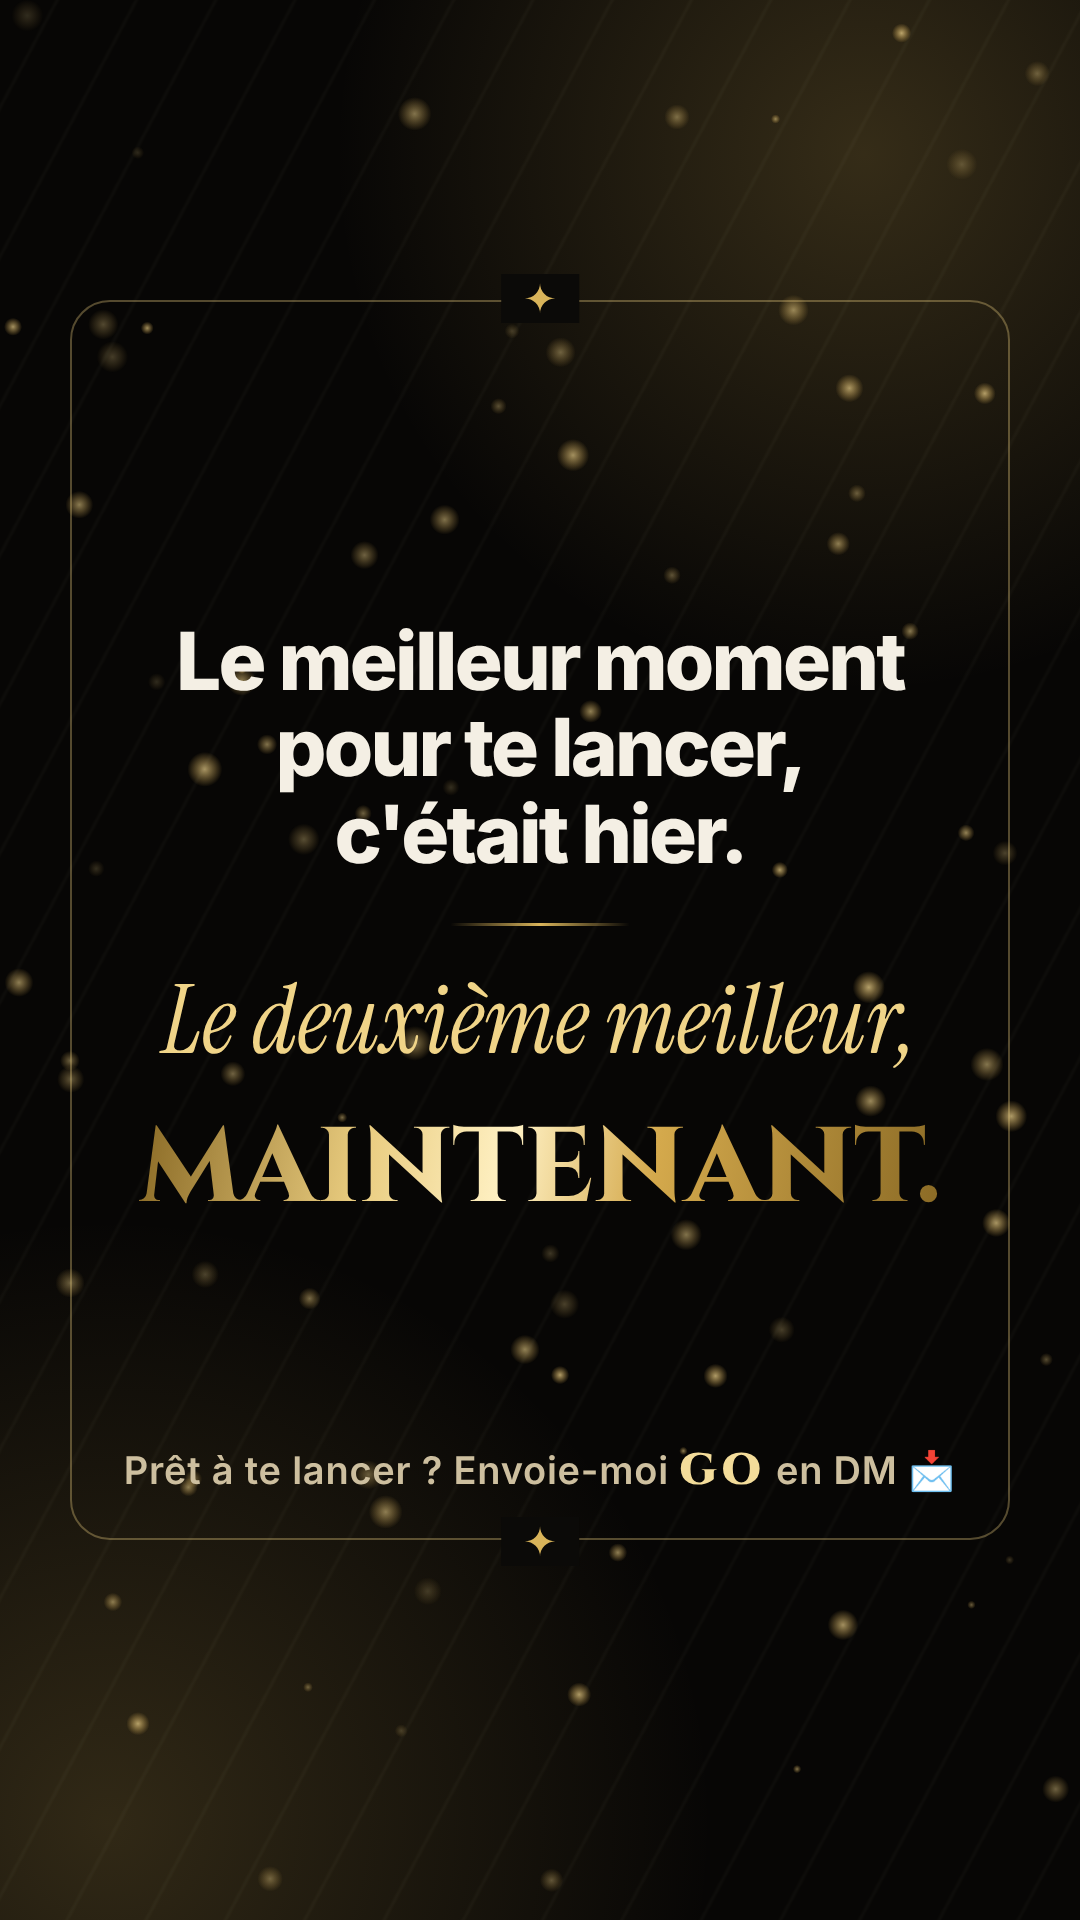 Le meilleur moment
pour te lancer,
c'était hier.
Le deuxième meilleur,
MAINTENANT.
Prêt à te lancer ? Envoie-moi GO en DM 📩